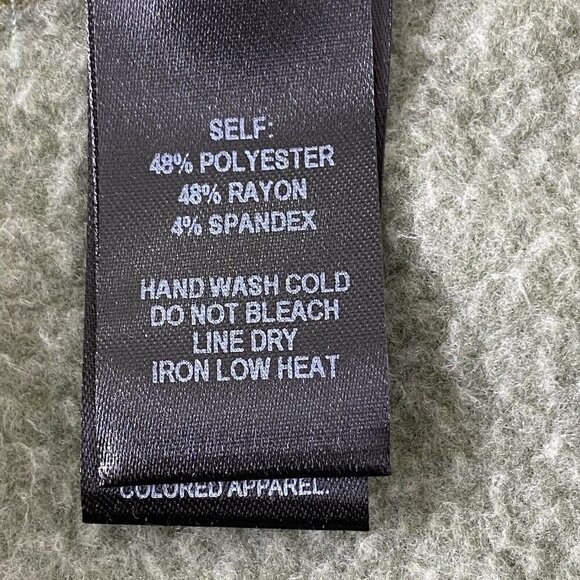 SELF:
48% POLYESTER
48% RAYON
4% SPANDEX
HAND WASH COLD
DO NOT BLEACH
LINE DRY
IRON LOW HEAT
COLORED APPAREL.